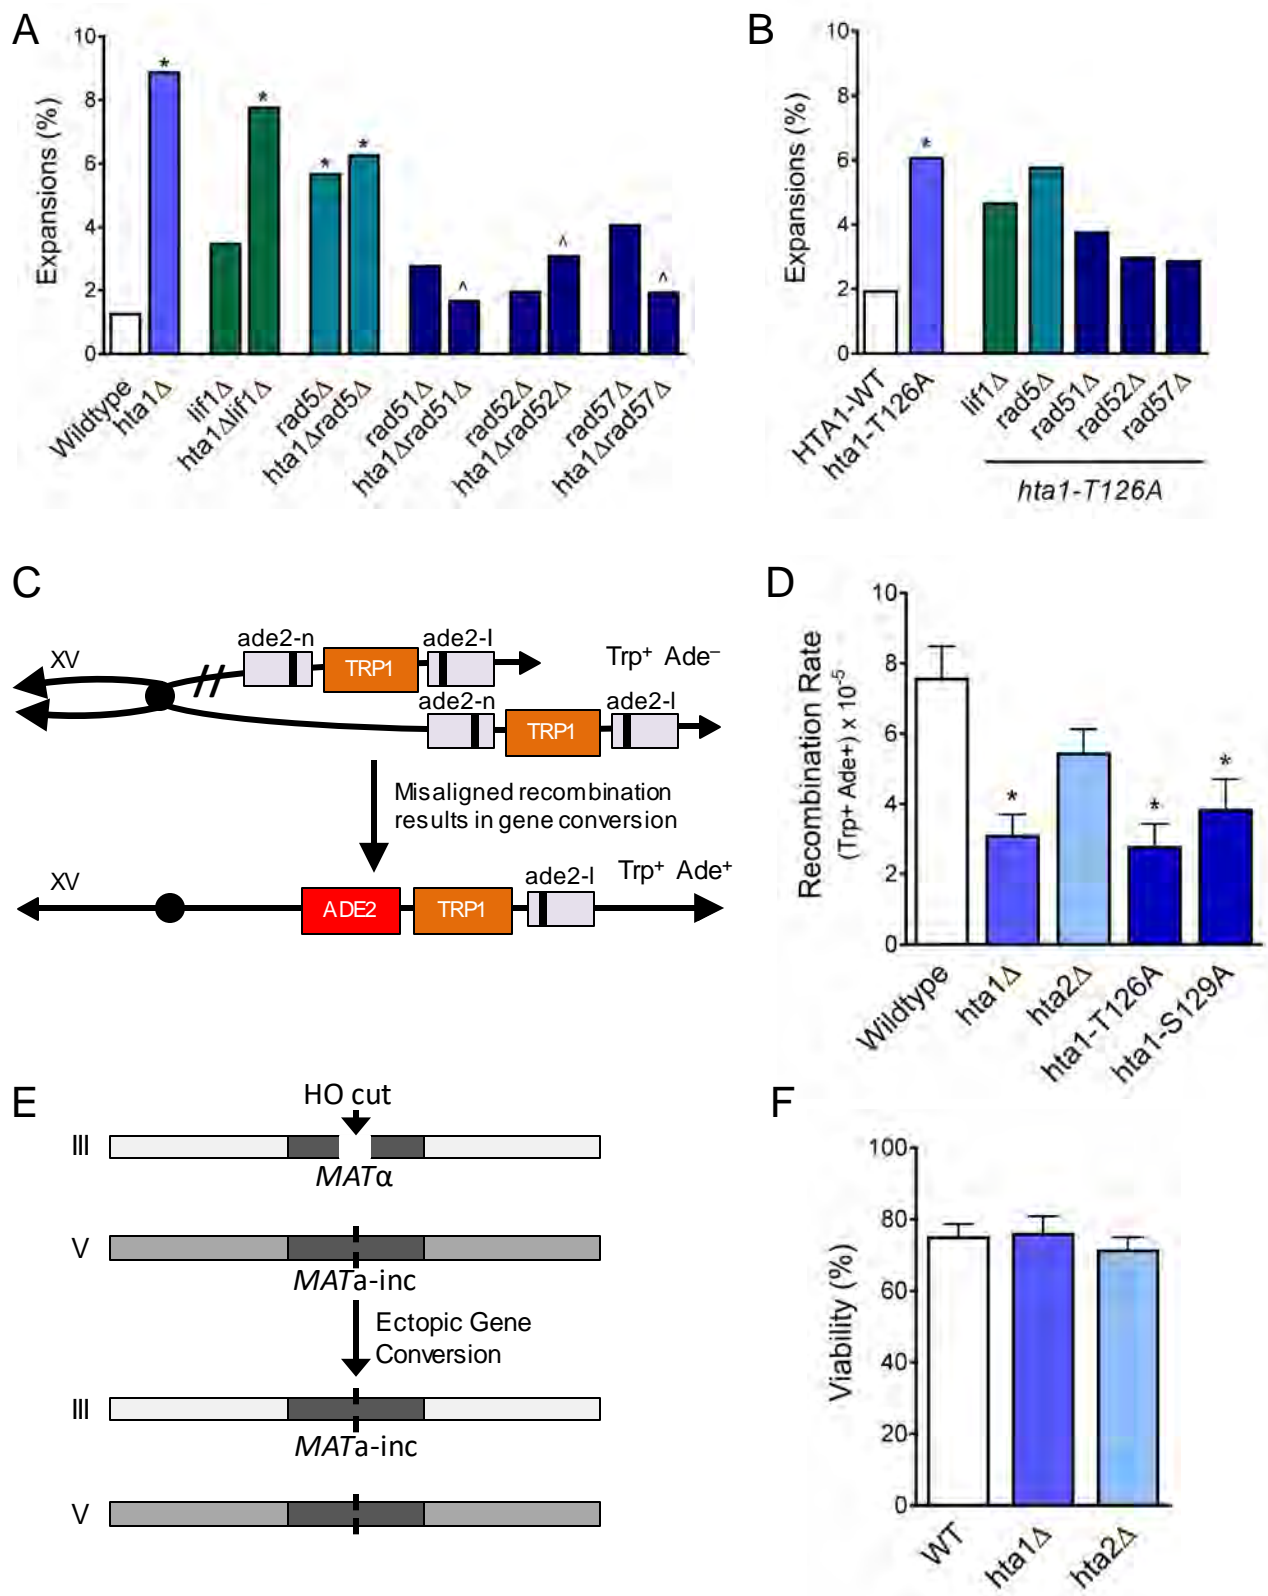 A
Expansions (%)
10
8
6
4
2
0
*
*
*
*
^
^
^
Wildtype
hta1Δ
lif1Δ
hta1Δlif1Δ
rad5Δ
hta1Δrad5Δ
rad51Δ
hta1Δrad51Δ
rad52Δ
hta1Δrad52Δ
rad57Δ
hta1Δrad57Δ
B
Expansions (%)
10
8
6
4
2
0
*
HTA1-WT
hta1-T126A
lif1Δ
rad5Δ
rad51Δ
rad52Δ
rad57Δ
hta1-T126A
C
XV
ade2-n
TRP1
ade2-I
Trp+ Ade–
ade2-n
TRP1
ade2-I
Misaligned recombination
results in gene conversion
XV
ADE2
TRP1
ade2-I
Trp+ Ade+
D
Recombination Rate
(Trp+ Ade+) x 10-5
10
8
6
4
2
0
*
*
*
Wildtype
hta1Δ
hta2Δ
hta1-T126A
hta1-S129A
E
HO cut
III
MATα
V
MATa-inc
Ectopic Gene
Conversion
III
MATa-inc
V
F
Viability (%)
100
80
60
40
20
0
WT
hta1Δ
hta2Δ